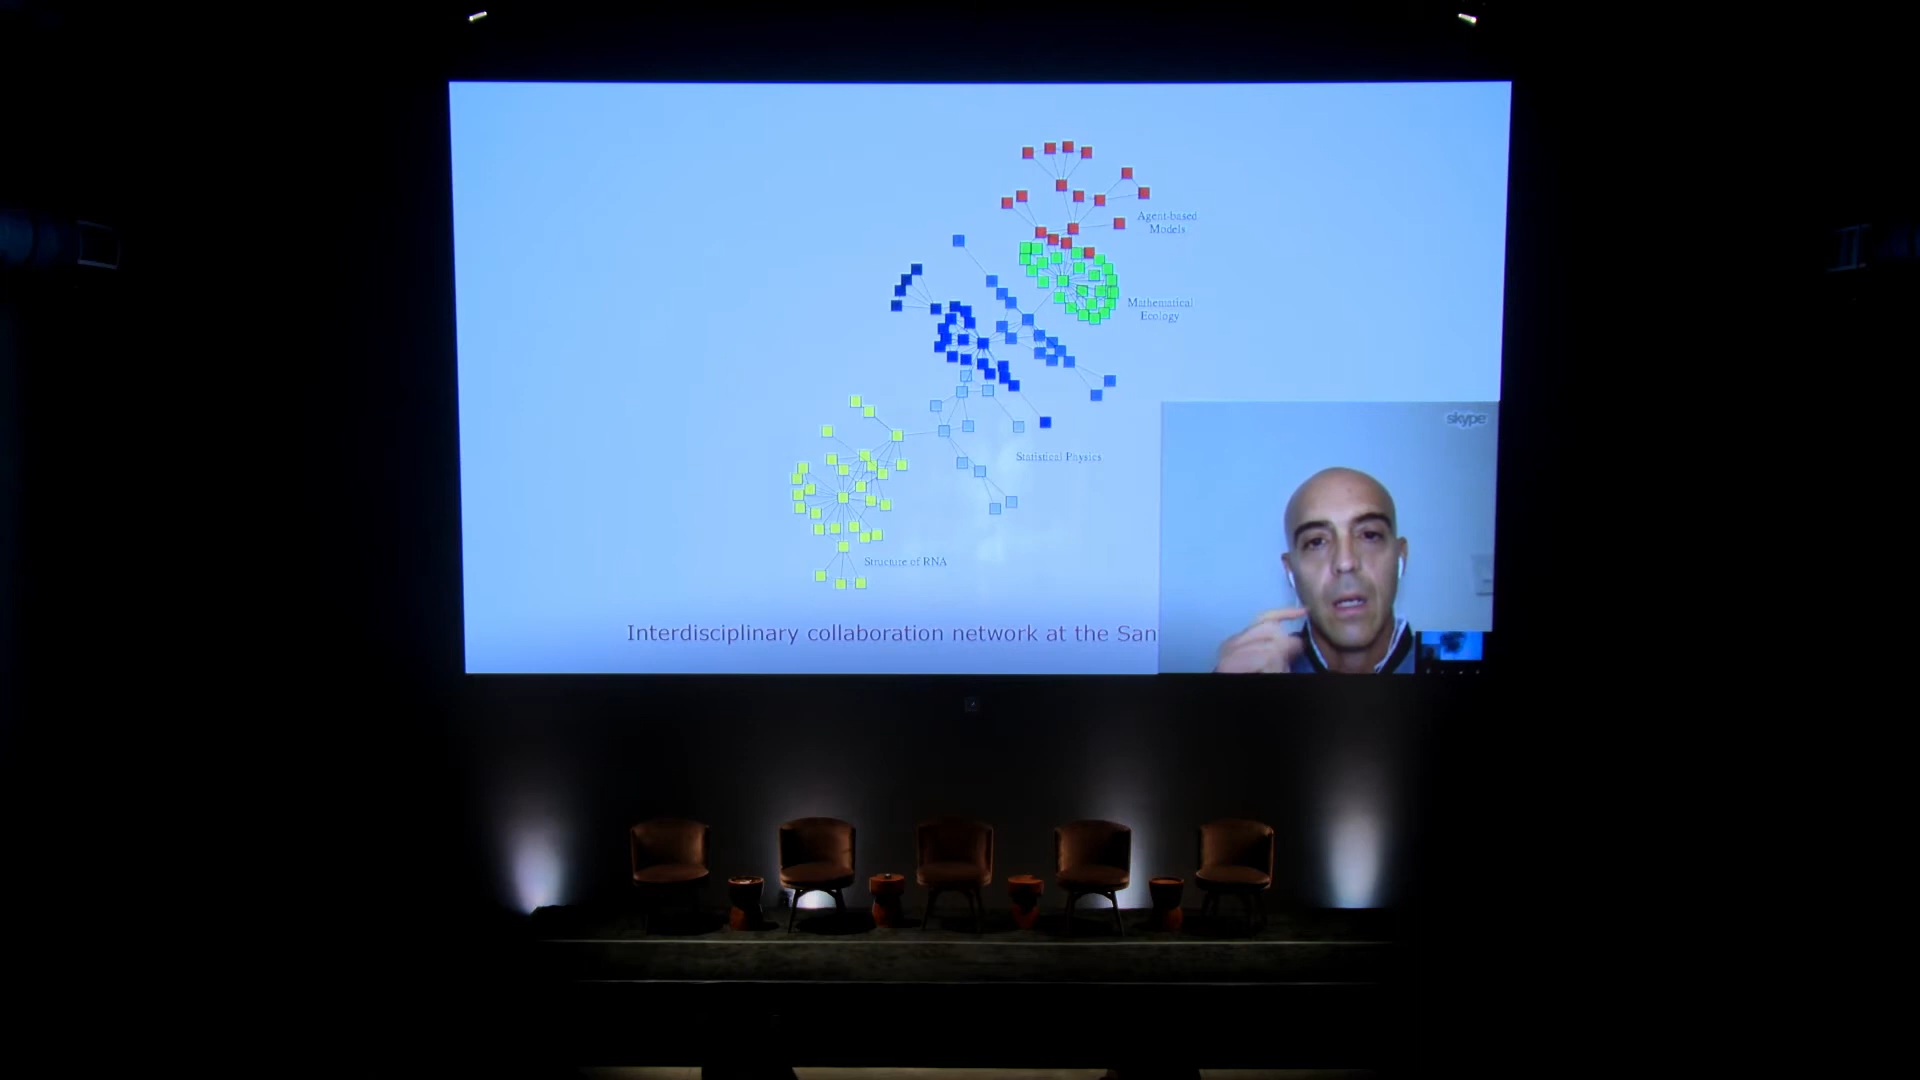 Agent-based
Models
Mathematical
Ecology
skype
Statistical Physics
Structure of RNA
Interdisciplinary collaboration network at the San